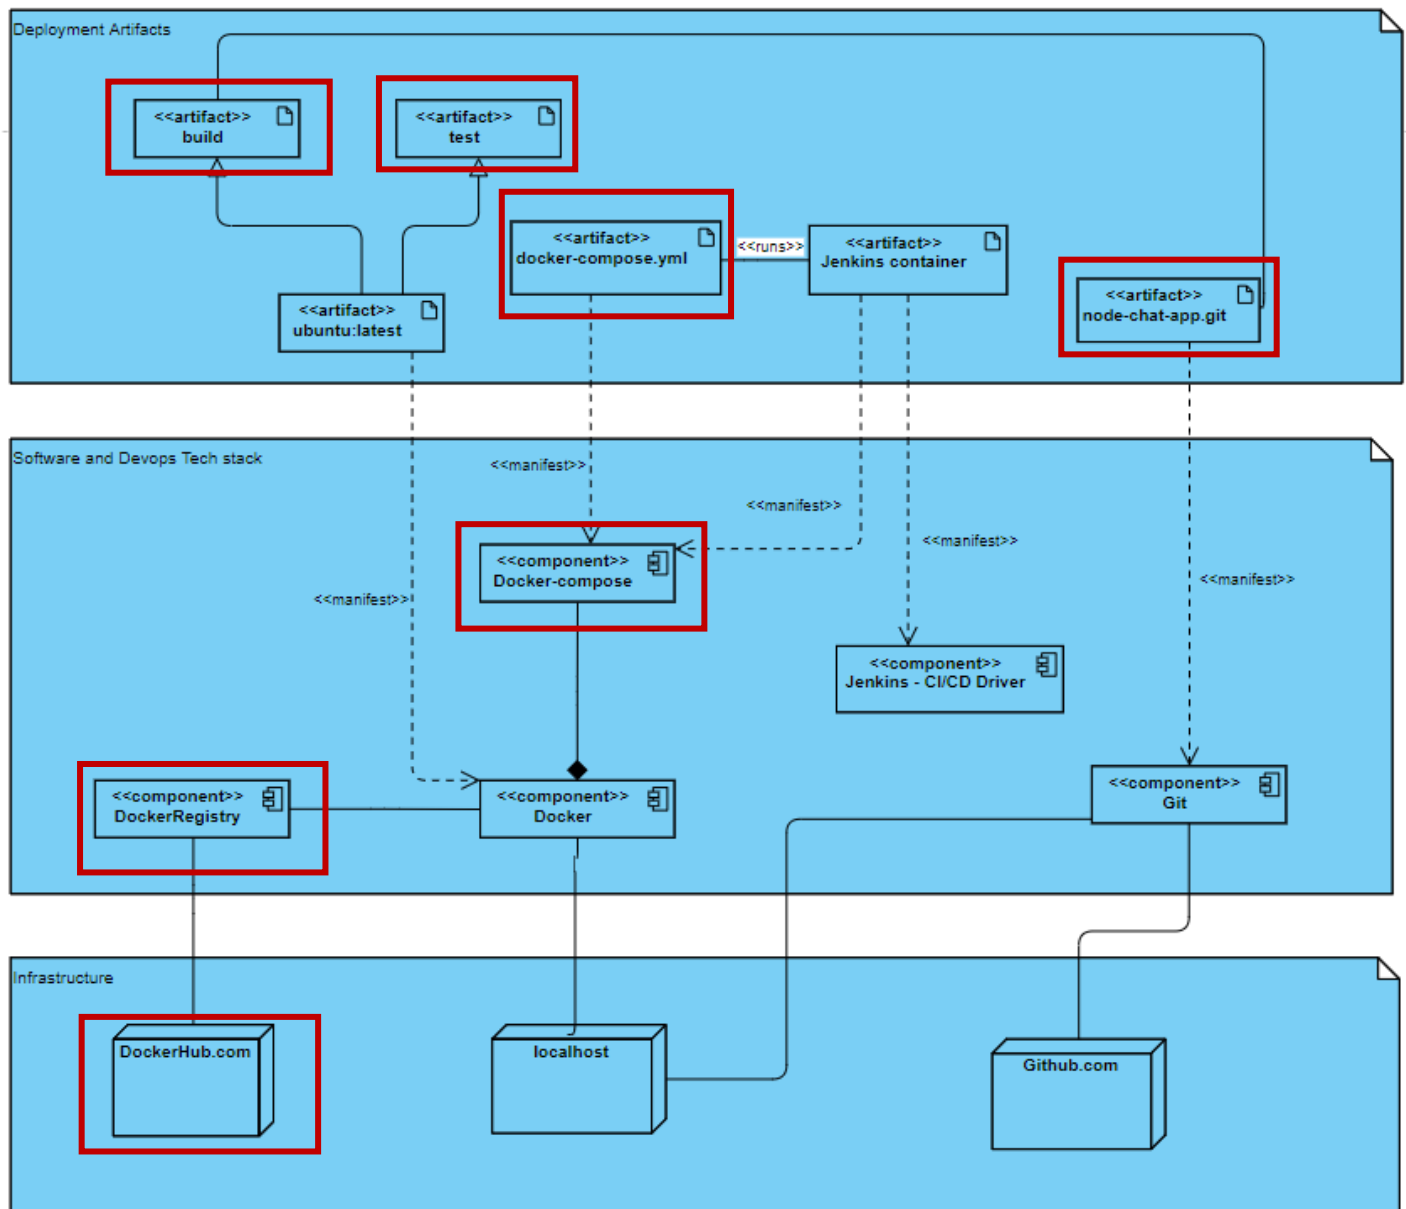 Deployment Artifacts
<<artifact>>
build
<<artifact>>
test
<<artifact>>
docker-compose.yml
<<runs>>
<<artifact>>
Jenkins container
<<artifact>>
node-chat-app.git
<<artifact>>
ubuntu:latest
Software and Devops Tech stack
<<manifest>>
<<manifest>>
<<manifest>>
<<manifest>>
<<manifest>>
<<component>>
Docker-compose
<<component>>
Jenkins - CI/CD Driver
<<component>>
DockerRegistry
<<component>>
Docker
<<component>>
Git
Infrastructure
DockerHub.com
localhost
Github.com